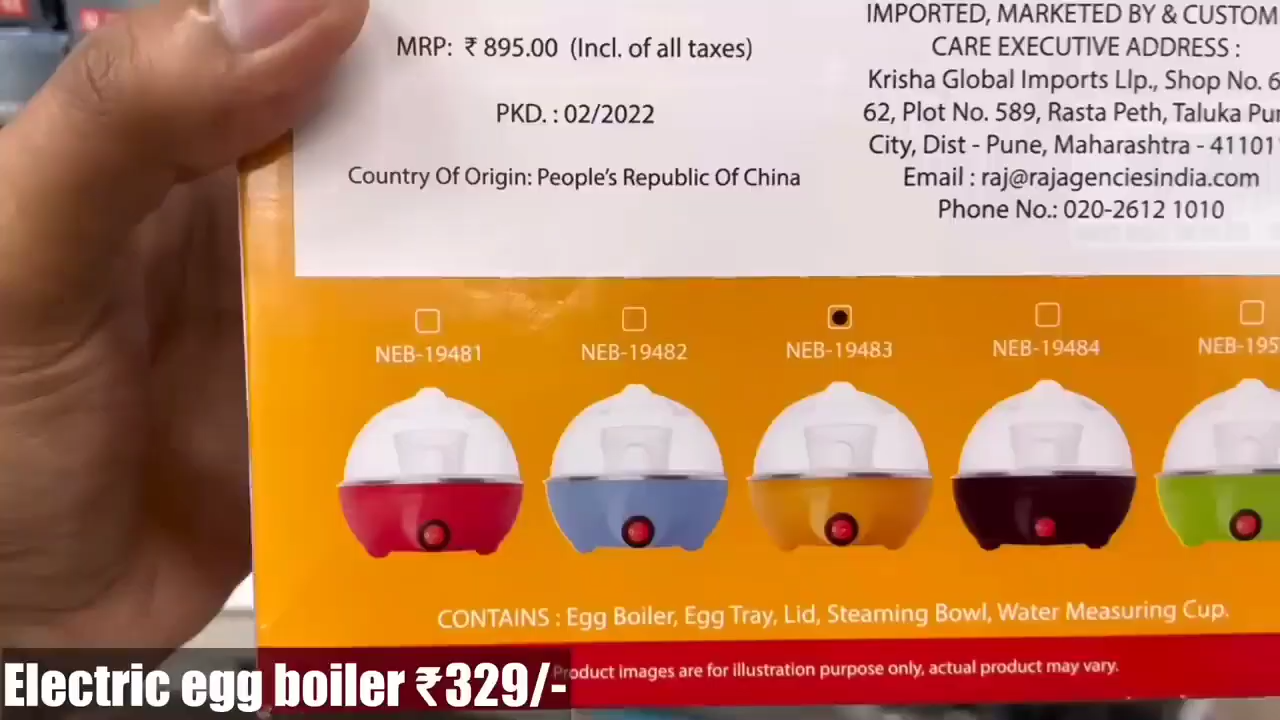 MRP: ₹ 895.00 (Incl. of all taxes)
PKD. : 02/2022
Country Of Origin: People's Republic Of China
IMPORTED, MARKETED BY & CUSTOM
CARE EXECUTIVE ADDRESS :
Krisha Global Imports Llp., Shop No. 6
62, Plot No. 589, Rasta Peth, Taluka Pun
City, Dist - Pune, Maharashtra - 41101
Email : raj@rajagenciesindia.com
Phone No.: 020-2612 1010
NEB-19481
NEB-19482
NEB-19483
NEB-19484
NEB-195
CONTAINS : Egg Boiler, Egg Tray, Lid, Steaming Bowl, Water Measuring Cup.
Product images are for illustration purpose only, actual product may vary.
Electric egg boiler ₹329/-